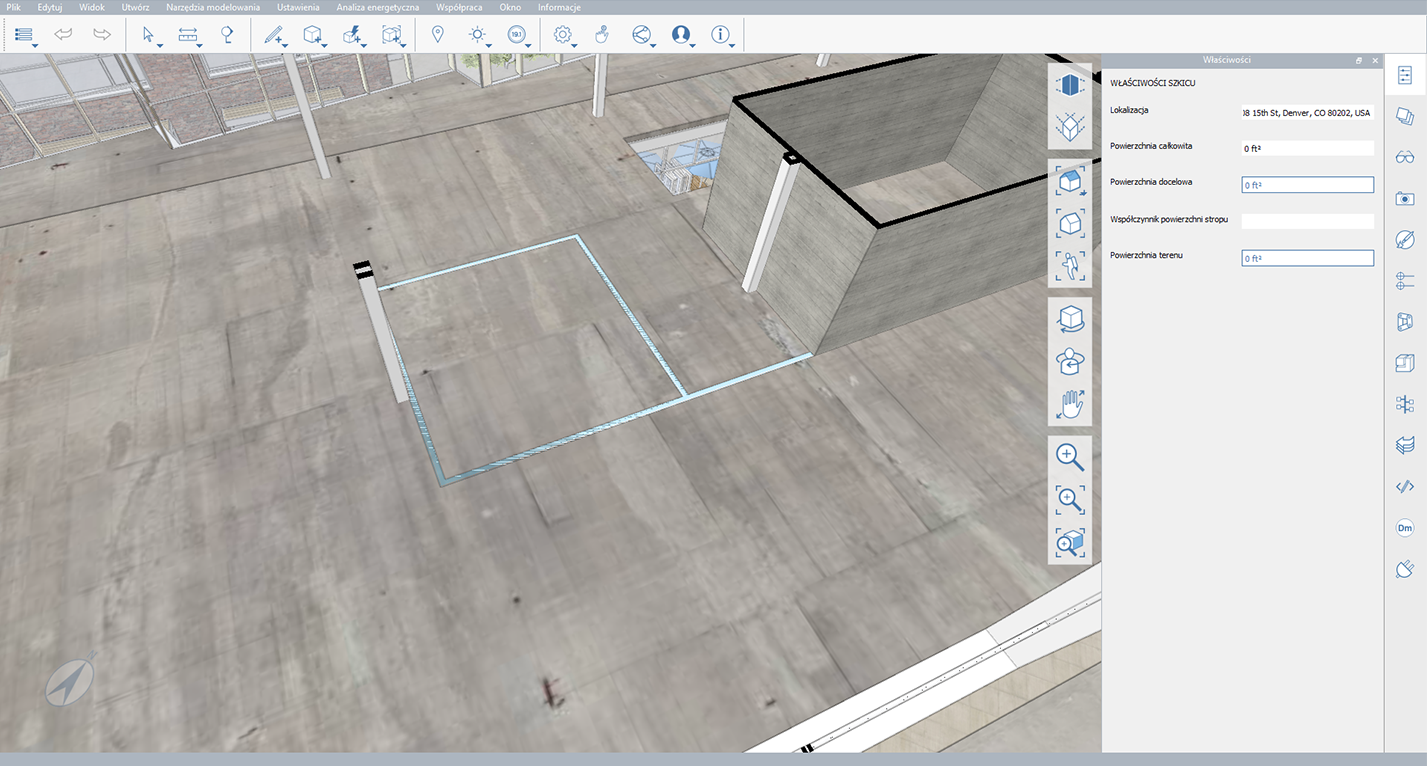 Plik Edytuj Widok Utwórz Narzędzia modelowania Ustawienia Analiza energetyczna Współpraca Okno Informacje
19.1
Właściwości
WŁAŚCIWOŚCI SZKICU
Lokalizacja 15th St, Denver, CO 80202, USA
Powierzchnia całkowita 0 ft²
Powierzchnia docelowa 0 ft²
Współczynnik powierzchni stropu
Powierzchnia terenu 0 ft²
Dm